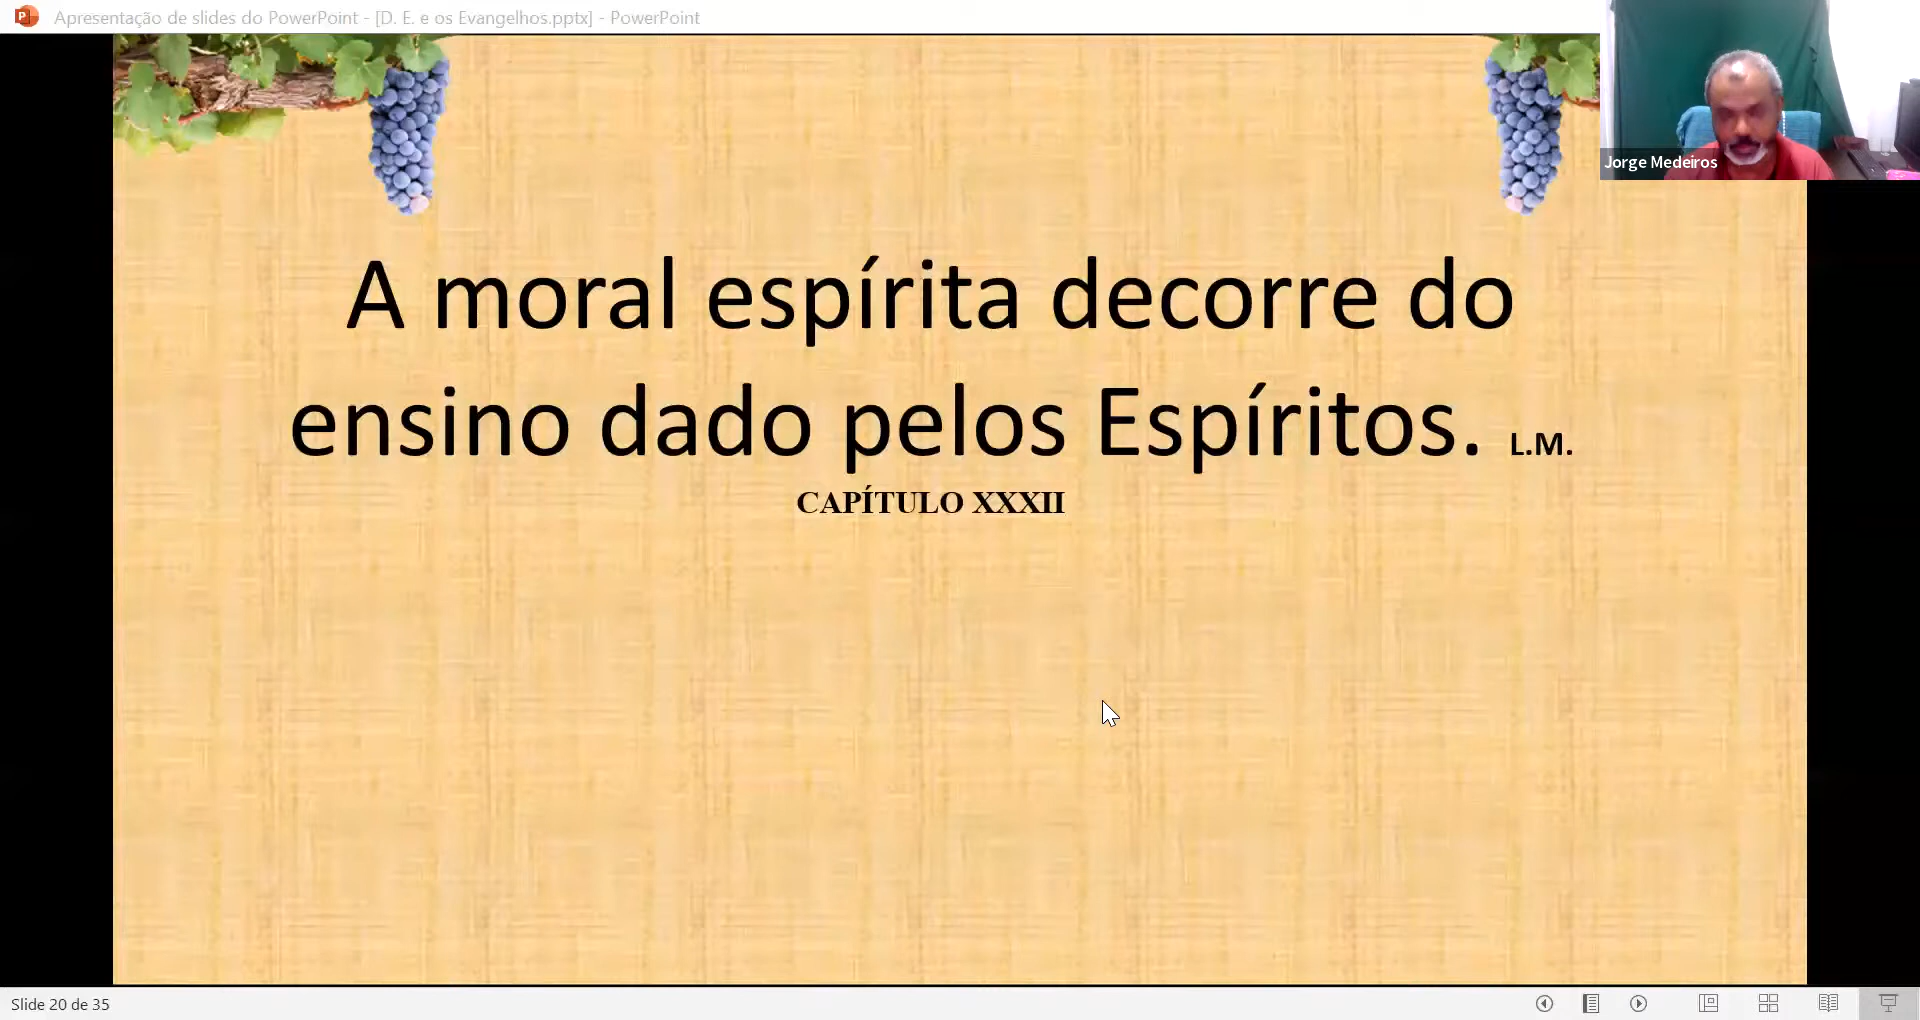 Apresentação de slides do PowerPoint - [D. E. e os Evangelhos.pptx] - PowerPoint
Jorge Medeiros
A moral espírita decorre do
ensino dado pelos Espíritos. L.M.
CAPÍTULO XXXII
Slide 20 de 35